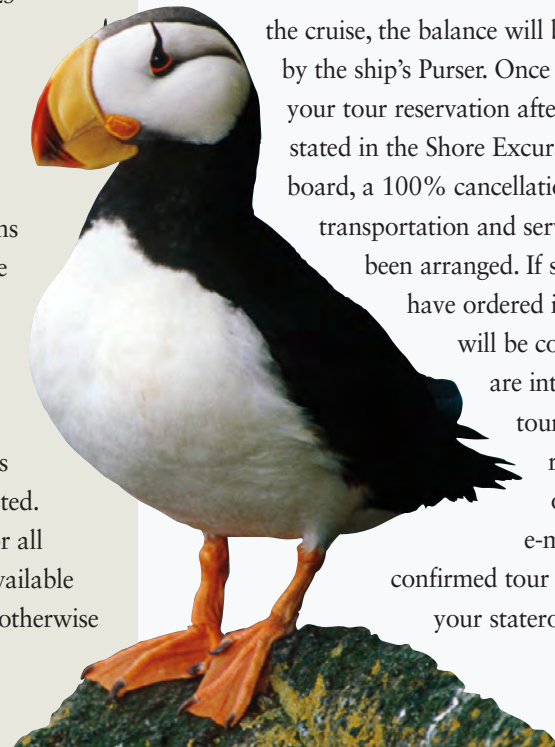 ns
e
s
ted.
r all
vailable
otherwise
the cruise, the balance will
by the ship's Purser. Once
your tour reservation afte
stated in the Shore Excur
board, a 100% cancellatio
transportation and serv
been arranged. If s
have ordered i
will be co
are int
tour
e-m
confirmed tour
your statero